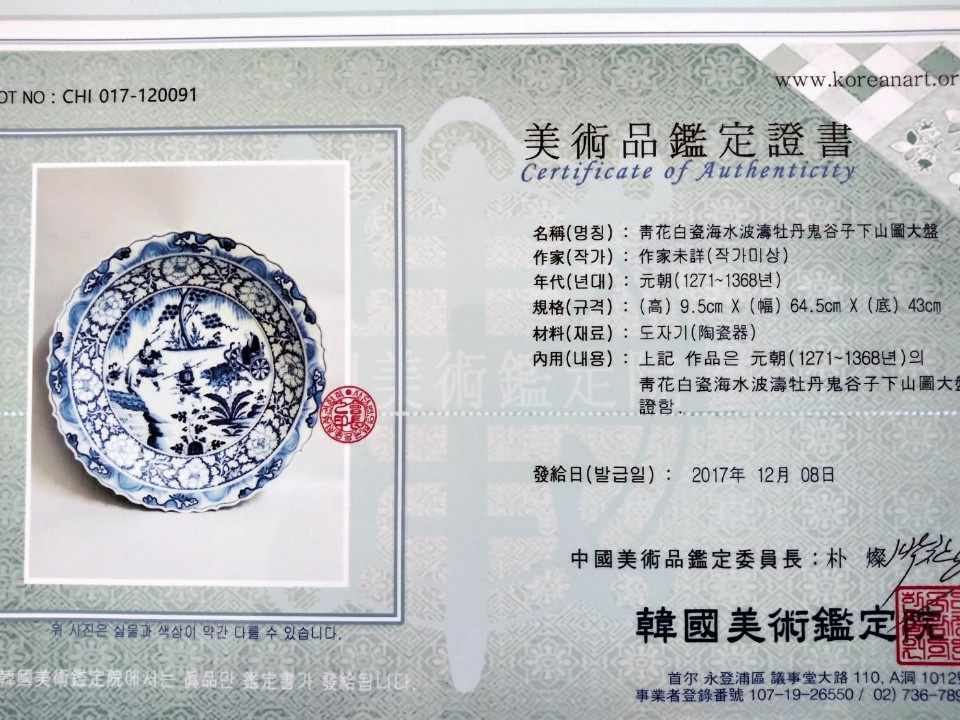 OT NO : CHI 017-120091
www.koreanart.or
美術品鑑定證書
Certificate of Authenticity
名稱(명칭) : 靑花白瓷海水波濤牡丹鬼谷子下山圖大盤
作家(작가) : 作家未詳(작가미상)
年代(년대) : 元朝(1271~1368년)
規格(규격) : (高) 9.5cm X (幅) 64.5cm X (底) 43cm
材料(재료) : 도자기(陶瓷器)
內用(내용) : 上記 作品은 元朝(1271~1368년)의
靑花白瓷海水波濤牡丹鬼谷子下山圖大盤
證함.
發給日(발급일) : 2017年 12月 08日
中國美術品鑑定委員長 : 朴 燦
위 사진은 실물과 색상이 약간 다를 수 있습니다.
韓國美術鑑定院
韓國美術鑑定院에서는 眞品만 鑑定書가 發給됩니다.
首尔 永登浦區 議事堂大路 110, A洞 1012
事業者登錄番號 107-19-26550 / 02) 736-789